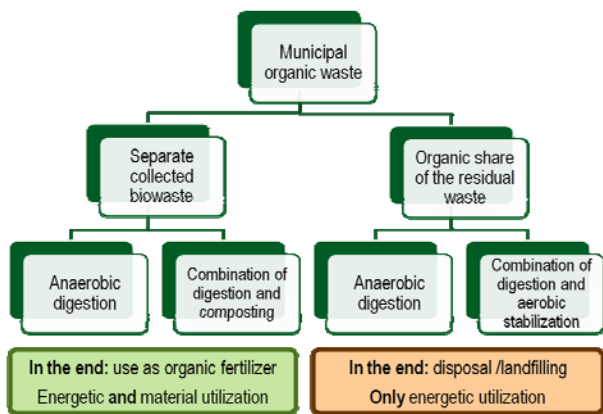 Municipal
organic waste
Separate
collected
biowaste
Organic share
of the residual
waste
Anaerobic
digestion
Combination of
digestion and
composting
Anaerobic
digestion
Combination of
digestion and
aerobic
stabilization
In the end: use as organic fertilizer
Energetic and material utilization
In the end: disposal /landfilling
Only energetic utilization